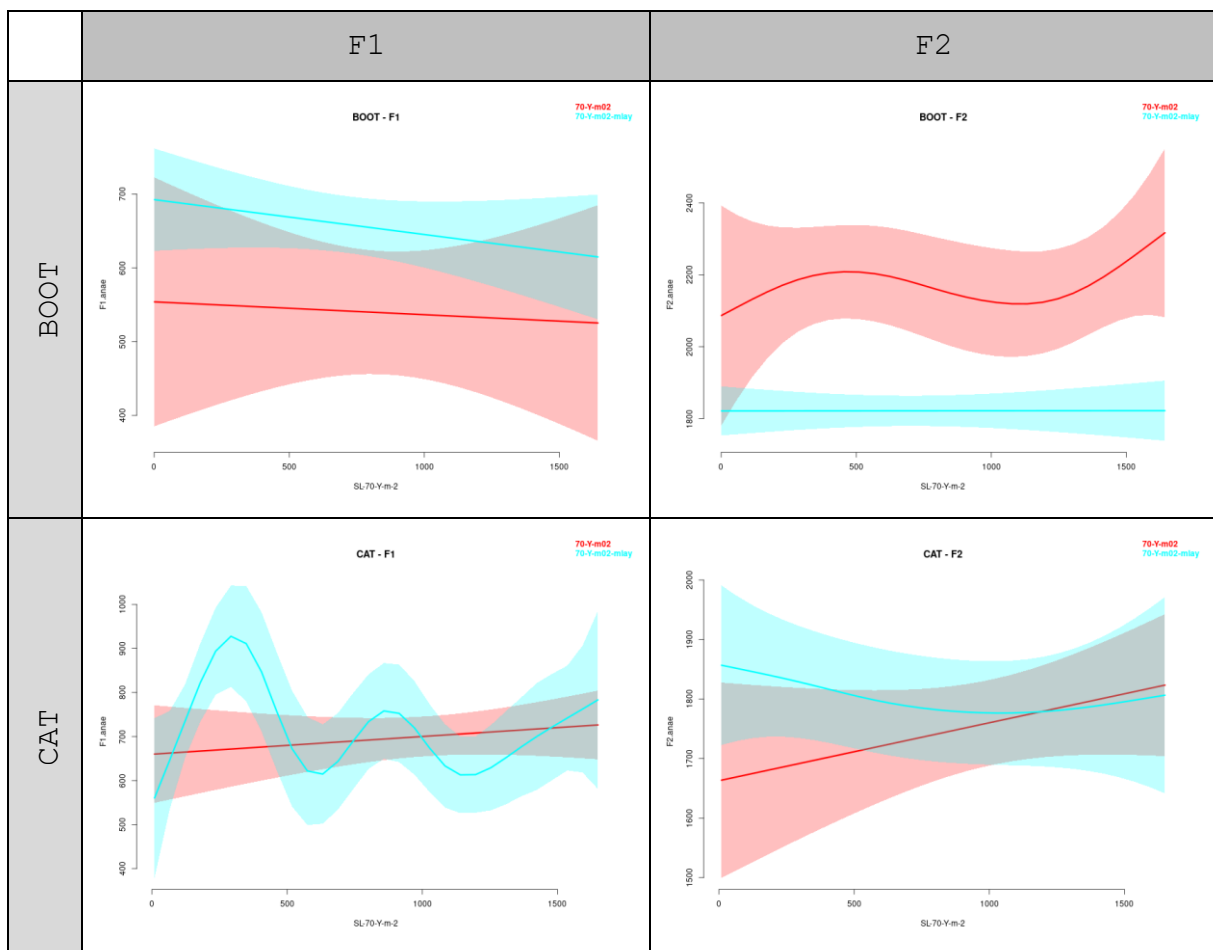 F1
F2
BOOT
BOOT - F1
70-Y-m02
70-Y-m02-mlay
F1.anae
700
600
500
400
0
500
1000
1500
SL-70-Y-m-2
BOOT - F2
70-Y-m02
70-Y-m02-mlay
F2.anae
2400
2200
2000
1800
0
500
1000
1500
SL-70-Y-m-2
CAT
CAT - F1
70-Y-m02
70-Y-m02-mlay
F1.anae
1000
900
800
700
600
500
400
0
500
1000
1500
SL-70-Y-m-2
CAT - F2
70-Y-m02
70-Y-m02-mlay
F2.anae
2000
1900
1800
1700
1600
1500
0
500
1000
1500
SL-70-Y-m-2